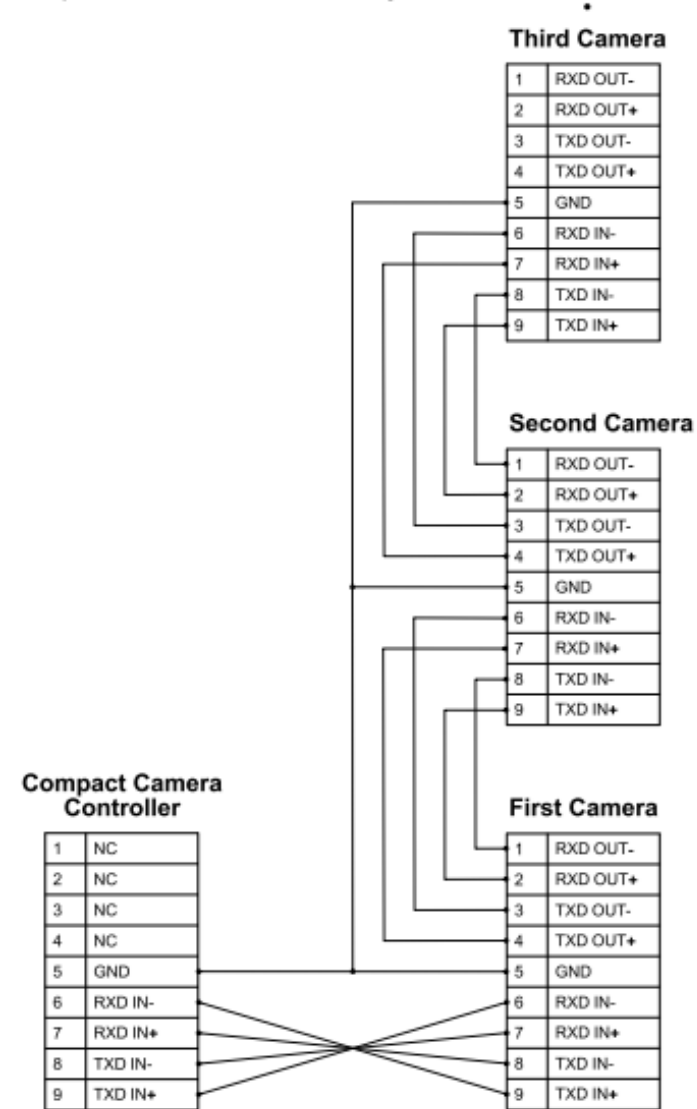 Third Camera
1 RXD OUT-
2 RXD OUT+
3 TXD OUT-
4 TXD OUT+
5 GND
6 RXD IN-
7 RXD IN+
8 TXD IN-
9 TXD IN+
Second Camera
1 RXD OUT-
2 RXD OUT+
3 TXD OUT-
4 TXD OUT+
5 GND
6 RXD IN-
7 RXD IN+
8 TXD IN-
9 TXD IN+
Compact Camera
Controller
1 NC
2 NC
3 NC
4 NC
5 GND
6 RXD IN-
7 RXD IN+
8 TXD IN-
9 TXD IN+
First Camera
1 RXD OUT-
2 RXD OUT+
3 TXD OUT-
4 TXD OUT+
5 GND
6 RXD IN-
7 RXD IN+
8 TXD IN-
9 TXD IN+